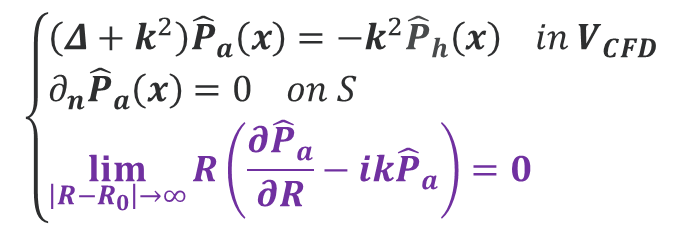 (Δ + k²)P̂ₐ(x) = −k²P̂ₕ(x) in V_CFD
∂ₙP̂ₐ(x) = 0 on S
lim_|R−R₀|→∞ R(∂P̂ₐ/∂R − ikP̂ₐ) = 0